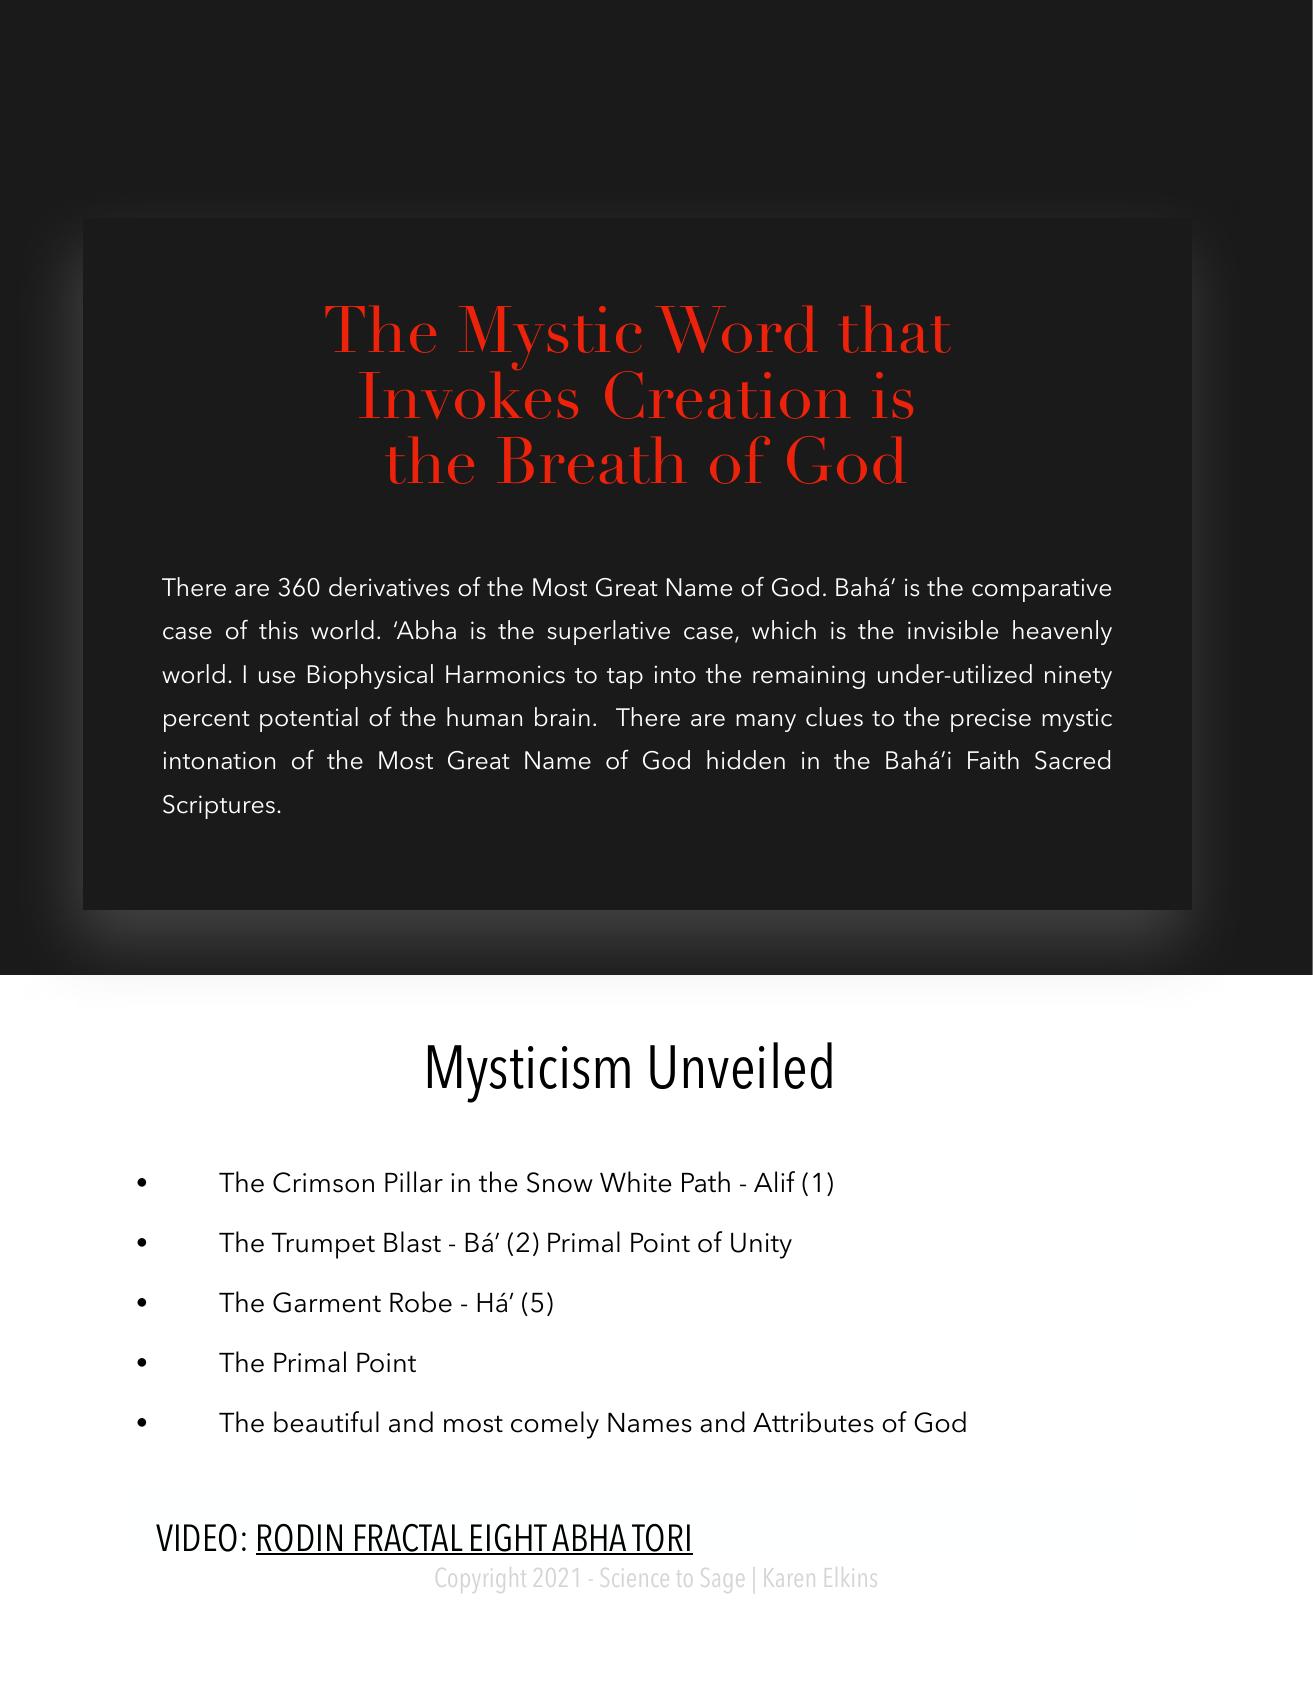 The Mystic Word that
Invokes Creation is
the Breath of God
There are 360 derivatives of the Most Great Name of God. Bahá’ is the comparative
case of this world. ‘Abha is the superlative case, which is the invisible heavenly
world. I use Biophysical Harmonics to tap into the remaining under-utilized ninety
percent potential of the human brain.  There are many clues to the precise mystic
intonation of the Most Great Name of God hidden in the Bahá’i Faith Sacred
Scriptures.
Mysticism Unveiled
• The Crimson Pillar in the Snow White Path - Alif (1)
• The Trumpet Blast - Bá’ (2) Primal Point of Unity
• The Garment Robe - Há’ (5)
• The Primal Point
• The beautiful and most comely Names and Attributes of God
VIDEO: RODIN FRACTAL EIGHT ABHA TORI
Copyright 2021 - Science to Sage | Karen Elkins